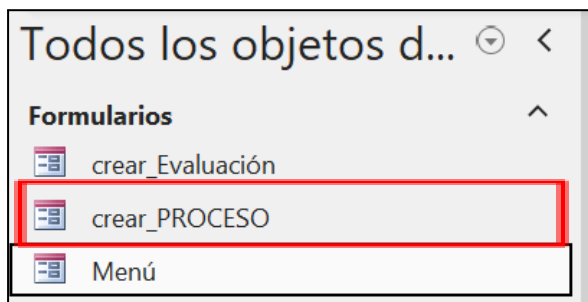 Todos los objetos d...
Formularios
crear_Evaluación
crear_PROCESO
Menú